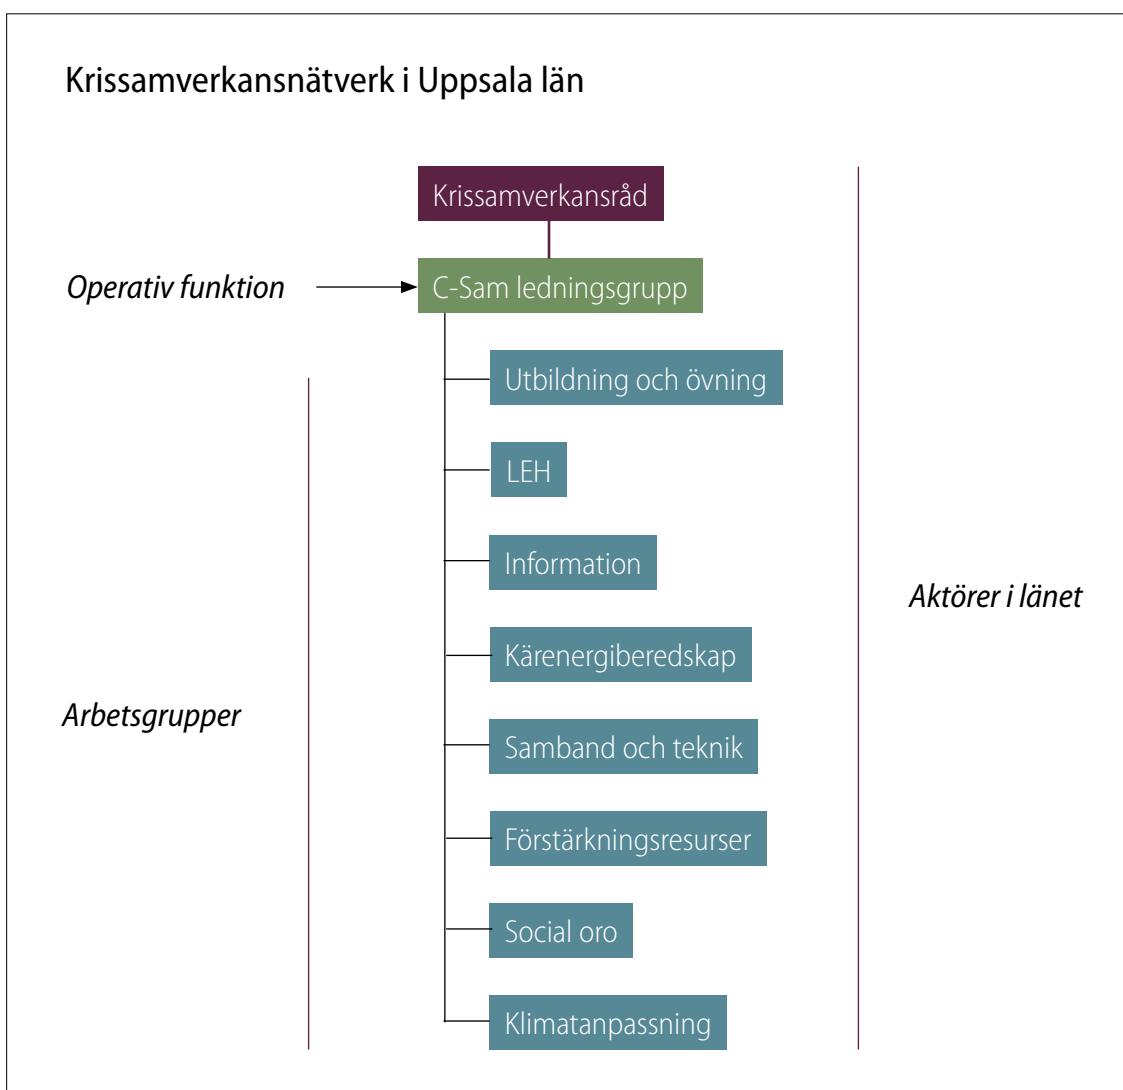 Krissamverkansnätverk i Uppsala län
Krissamverkansråd
Operativ funktion
C-Sam ledningsgrupp
Utbildning och övning
LEH
Information
Kärenergiberedskap
Samband och teknik
Förstärkningsresurser
Social oro
Klimatanpassning
Arbetsgrupper
Aktörer i länet